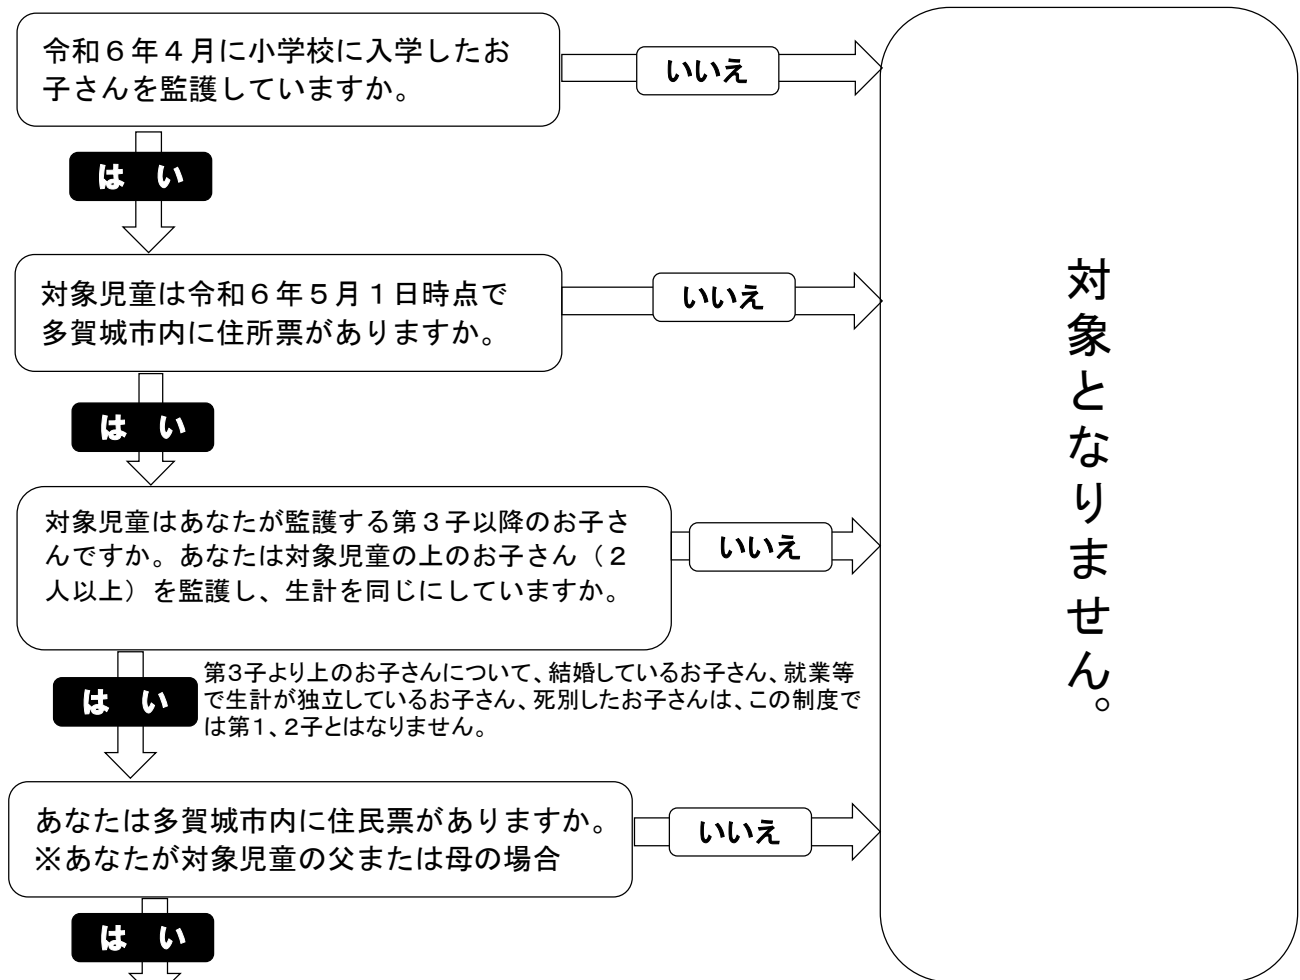 令和６年４月に小学校に入学したお
子さんを監護していますか。
いいえ
は　い
対象児童は令和６年５月１日時点で
多賀城市内に住所票がありますか。
いいえ
は　い
対象児童はあなたが監護する第３子以降のお子さ
んですか。あなたは対象児童の上のお子さん（２
人以上）を監護し、生計を同じにしていますか。
いいえ
は　い
第３子より上のお子さんについて、結婚しているお子さん、就業等
で生計が独立しているお子さん、死別したお子さんは、この制度で
は第１、２子とはなりません。
あなたは多賀城市内に住民票がありますか。
※あなたが対象児童の父または母の場合
いいえ
は　い
対象となりません。